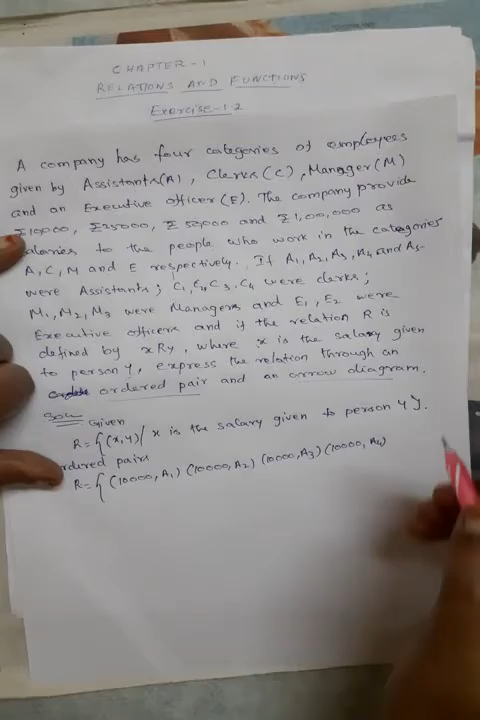 CHAPTER-1
RELATIONS AND FUNCTIONS
Exercise-1.2
A company has four categories of employees
given by Assistants(A), Clerks(C), Manager(M)
and an Executive officer(E). The company provide
₹10000, ₹25000, ₹50000 and ₹1,00,000 as
salaries to the people who work in the categories
A, C, M and E respectively. If A1, A2, A3, A4 and A5
were Assistants; C1, C2, C3, C4 were clerks;
M1, M2, M3 were Managers and E1, E2 were
Executive officers and if the relation R is
defined by xRy, where x is the salary given
to person y, express the relation through an
ordered pair and an arrow diagram.
Soln Given
R={(x,y)/ x is the salary given to person y}.
rdered pairs
R={(10000, A1) (10000, A2) (10000, A3) (10000, A4)